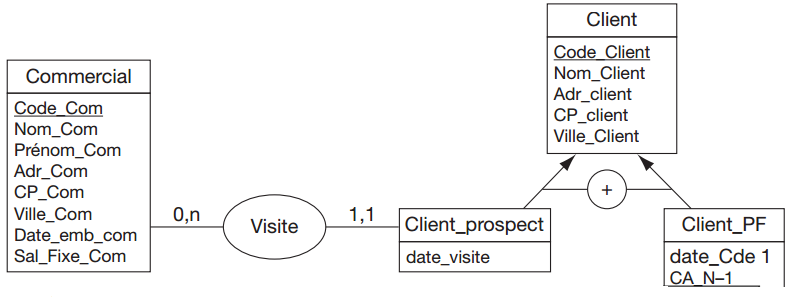 Client
Code_Client
Nom_Client
Adr_client
CP_client
Ville_Client
Commercial
Code_Com
Nom_Com
Prénom_Com
Adr_Com
CP_Com
Ville_Com
Date_emb_com
Sal_Fixe_Com
0,n
Visite
1,1
Client_prospect
date_visite
+
Client_PF
date_Cde 1
CA_N–1